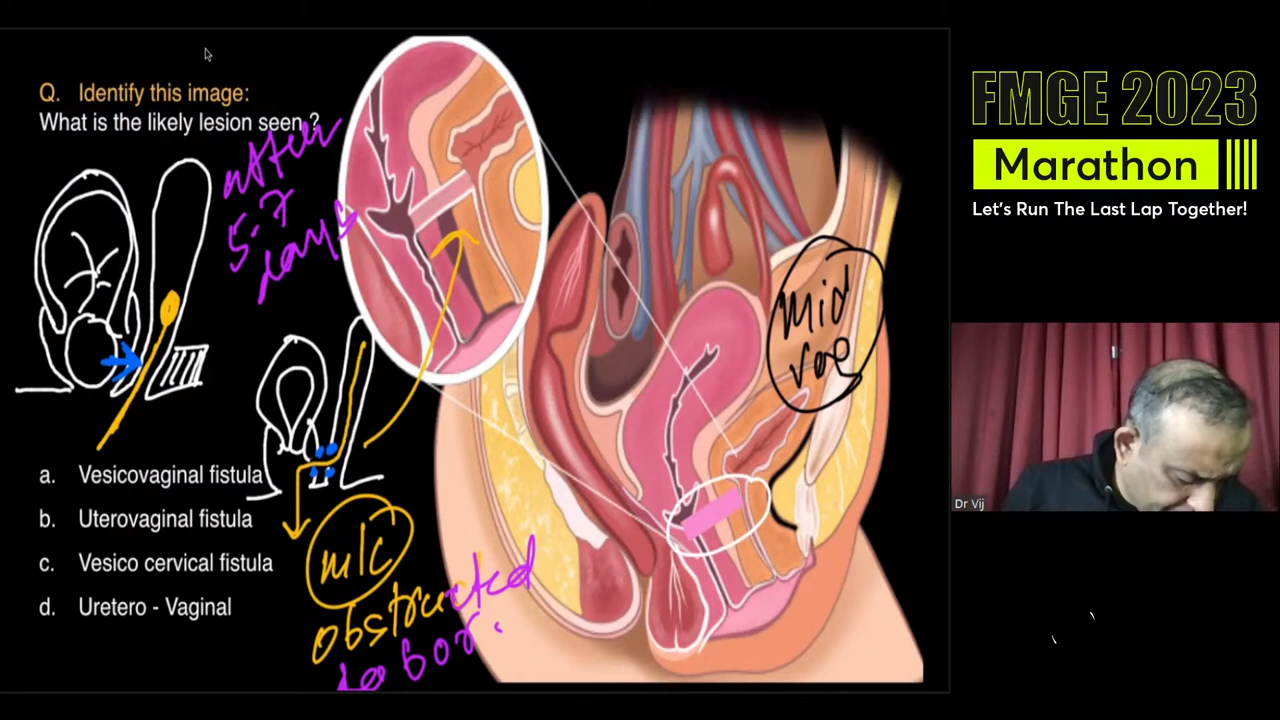 Q. Identify this image:
What is the likely lesion seen ?
after
5-7
days
a. Vesicovaginal fistula
b. Uterovaginal fistula
c. Vesico cervical fistula
d. Uretero - Vaginal
m/c
obstructed
labor.
mid
FMGE 2023
Marathon
Let's Run The Last Lap Together!
Dr Vij